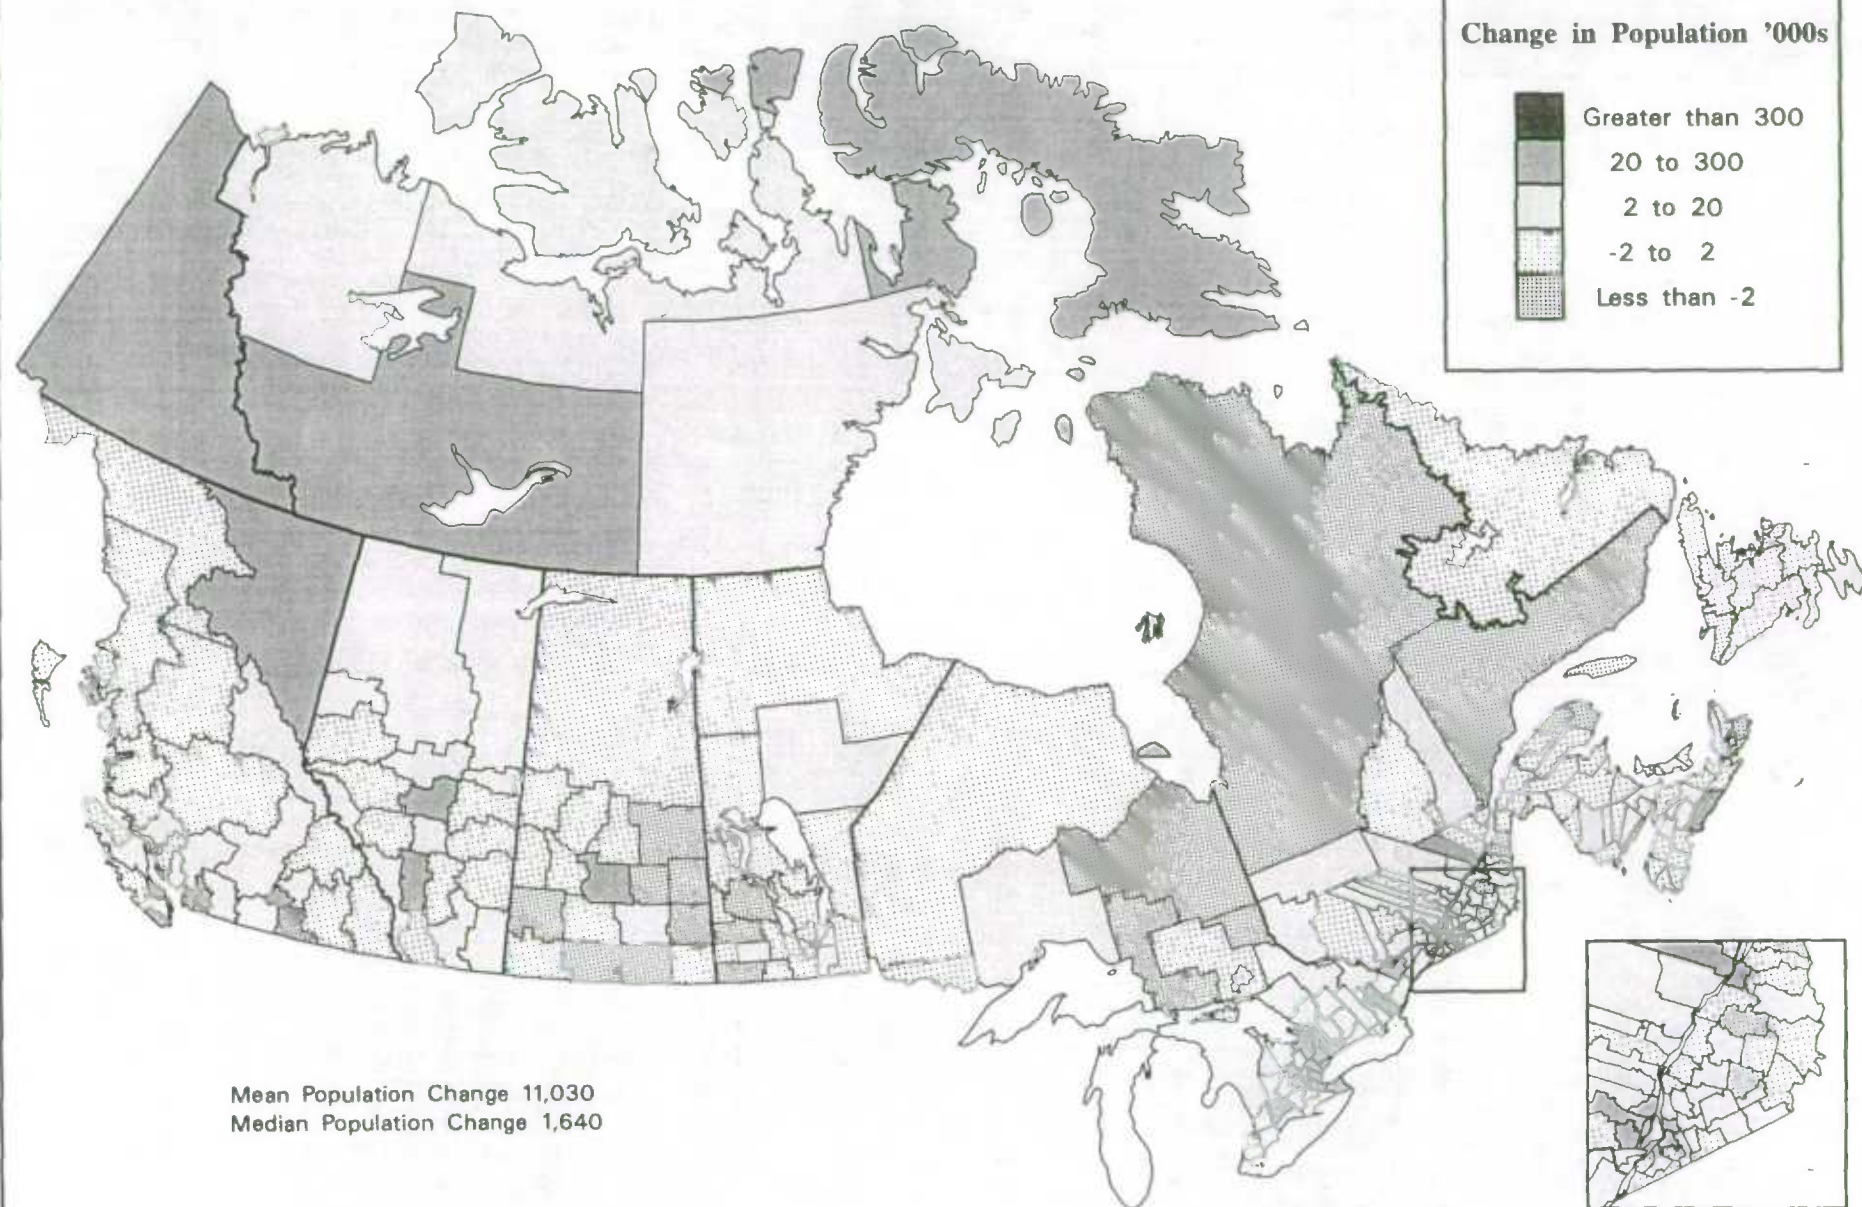 Change in Population '000s
Greater than 300
20 to 300
2 to 20
-2 to 2
Less than -2
Mean Population Change 11,030
Median Population Change 1,640